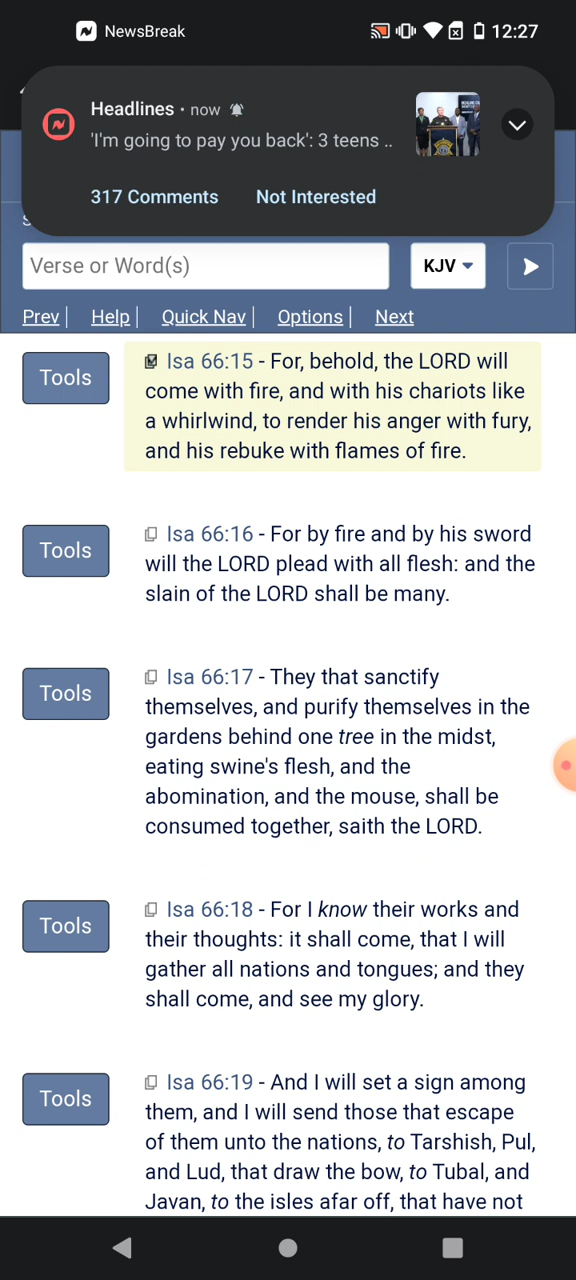 NewsBreak
12:27
Headlines • now
'I'm going to pay you back': 3 teens ..
317 Comments Not Interested
Verse or Word(s)
KJV
Prev | Help | Quick Nav | Options | Next
Tools
Isa 66:15 - For, behold, the LORD will
come with fire, and with his chariots like
a whirlwind, to render his anger with fury,
and his rebuke with flames of fire.
Tools
Isa 66:16 - For by fire and by his sword
will the LORD plead with all flesh: and the
slain of the LORD shall be many.
Tools
Isa 66:17 - They that sanctify
themselves, and purify themselves in the
gardens behind one tree in the midst,
eating swine's flesh, and the
abomination, and the mouse, shall be
consumed together, saith the LORD.
Tools
Isa 66:18 - For I know their works and
their thoughts: it shall come, that I will
gather all nations and tongues; and they
shall come, and see my glory.
Tools
Isa 66:19 - And I will set a sign among
them, and I will send those that escape
of them unto the nations, to Tarshish, Pul,
and Lud, that draw the bow, to Tubal, and
Javan, to the isles afar off, that have not